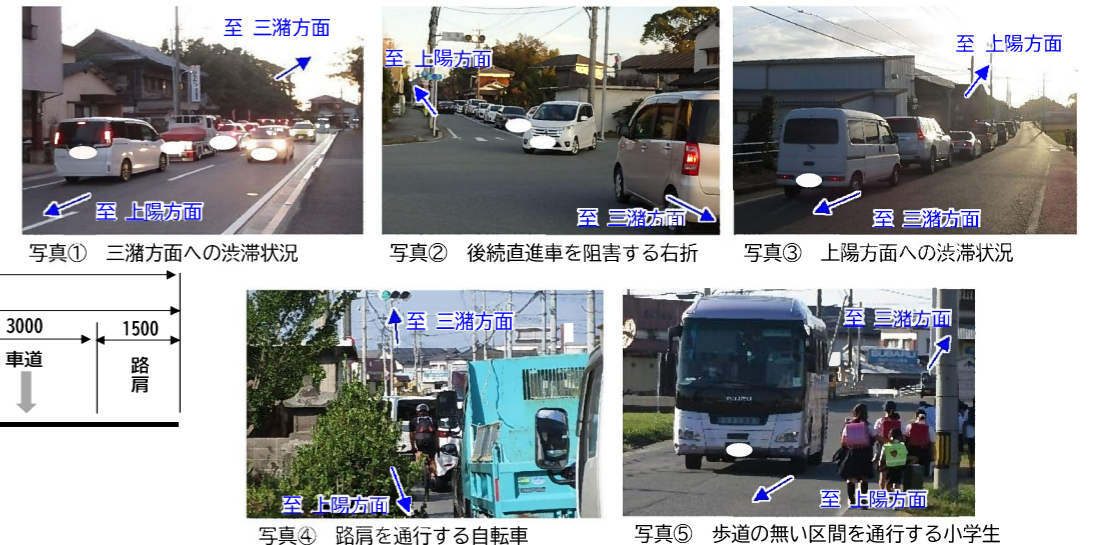 至 三潴方面
至 上陽方面
至 上陽方面
至 三潴方面
至 上陽方面
至 三潴方面
写真① 三潴方面への渋滞状況
写真② 後続直進車を阻害する右折
写真③ 上陽方面への渋滞状況
3000
1500
車道
路肩
至 三潴方面
至 上陽方面
至 三潴方面
SUBARU
ISUZU
至 上陽方面
写真④ 路肩を通行する自転車
写真⑤ 歩道の無い区間を通行する小学生